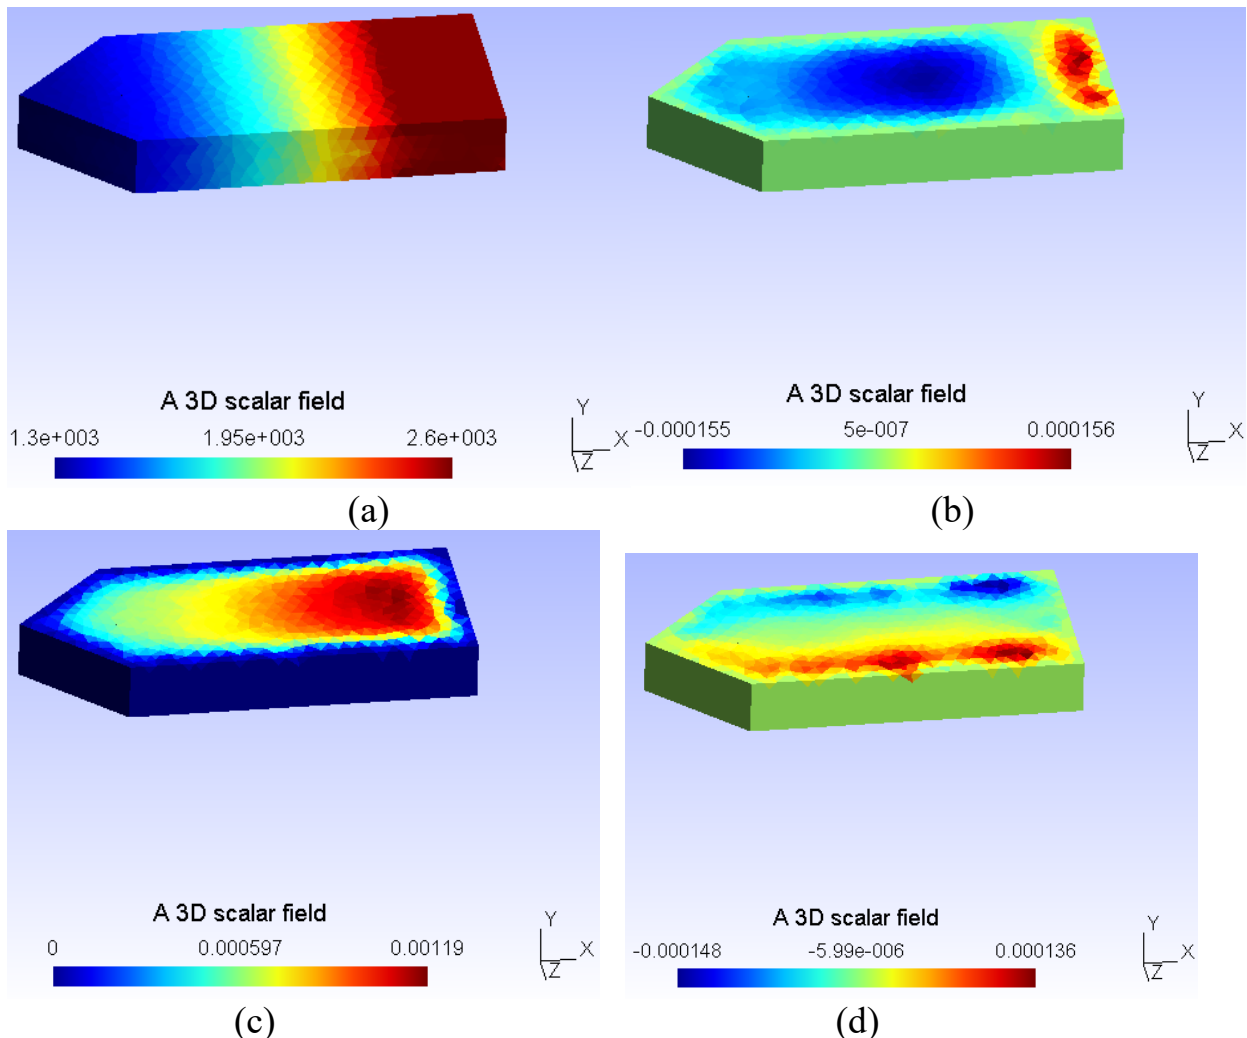 A 3D scalar field
1.3e+003 1.95e+003 2.6e+003
Y
X
Z
(a)
A 3D scalar field
-0.000155 5e-007 0.000156
Y
X
Z
(b)
A 3D scalar field
0 0.000597 0.00119
Y
X
Z
(c)
A 3D scalar field
-0.000148 -5.99e-006 0.000136
Y
X
Z
(d)